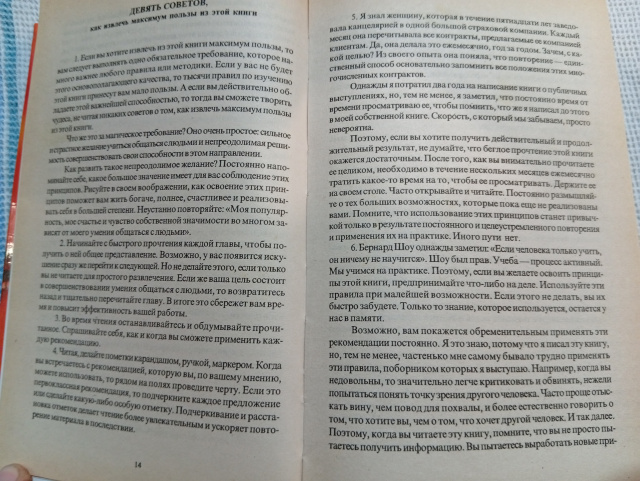 ДЕВЯТЬ СОВЕТОВ,
как извлечь максимум пользы из этой книги
1. Если вы хотите извлечь из этой книги максимум пользы, то
вам следует выполнять одно обязательное требование, которое на-
много важнее любого правила или методики. Если у вас не будет
этого основополагающего качества, то тысячи правил по изучению
этой книги принесут вам мало пользы. А если вы действительно об-
ладаете этой важнейшей способностью, то тогда вы сможете творить
чудеса, не читая никаких советов о том, как извлечь максимум пользы
из этой книги.
Что же это за магическое требование? Оно очень простое: сильное
и страстное желание учиться общаться с людьми и непреодолимая реши-
мость совершенствовать свои способности в этом направлении.
Как развить такое непреодолимое желание? Постоянно напо-
минайте себе, какое большое значение имеет для вас соблюдение этих
принципов. Рисуйте в своем воображении, как освоение этих прин-
ципов поможет вам жить богаче, полнее, счастливее и реализовы-
вать себя в большей степени. Неустанно повторяйте: «Моя популяр-
ность, мое счастье и чувство собственной значимости во многом зави-
сят от моего умения общаться с людьми».
2. Начинайте с быстрого прочтения каждой главы, чтобы по-
лучить о ней общее представление. Возможно, у вас появится искуш-
ение сразу же перейти к следующей. Но не делайте этого, если только
вы не читаете для простого развлечения. Если же ваша цель состоит
в совершенствовании умения общаться с людьми, то возвратитесь
назад и тщательно перечитайте главу. В итоге это сбережет вам время
и повысит эффективность вашей работы.
3. Во время чтения останавливайтесь и обдумывайте прочи-
танное. Спрашивайте себя, как и когда вы сможете применить каж-
дую рекомендацию.
4. Читая, делайте пометки карандашом, ручкой, маркером. Когда
вы встречаетесь с рекомендацией, которую вы, по вашему мнению,
можете использовать, то рядом на полях проведите черту. Если это
первоклассная рекомендация, то подчеркните каждое предложение
или сделайте какую-либо особую отметку. Подчеркивание и расста-
новка отметок делает чтение более увлекательным и ускоряет повто-
рение материала в последствии.
14
5. Я знал женщину, которая в течение пятнадцати лет заведо-
вала канцелярией в одной большой страховой компании. Каждый
месяц она перечитывала все контракты, предлагаемые ее компанией
клиентам. Да, она делала это ежемесячно, год за годом. Зачем, с ка-
кой целью? Из своего опыта она поняла, что повторение — един-
ственный способ основательно запомнить все положения этих мно-
гочисленных контрактов.
Однажды я потратил два года на написание книги о публичных
выступлениях, но, тем не менее, я заметил, что постоянно время от
времени просматриваю ее, чтобы помнить, что же я написал до этого
в моей собственной книге. Скорость, с которой мы забываем, просто
невероятна.
Поэтому, если вы хотите получить действительный и продол-
жительный результат, не думайте, что беглое прочтение этой книги
окажется достаточным. После того, как вы внимательно прочитаете
ее целиком, необходимо в течение нескольких месяцев ежемесячно
тратить какое-то время на то, чтобы ее просматривать. Держите ее
на своем столе. Часто открывайте и читайте. Постоянно размышляй-
те о тех больших возможностях, которые пока еще не реализованы
вами. Помните, что использование этих принципов станет привыч-
кой только в результате постоянного и целеустремленного повторения
и применения их на практике. Иного пути нет.
6. Бернард Шоу однажды заметил: «Если человека только учить,
он ничему не научится». Шоу был прав. Учеба — процесс активный.
Мы учимся на практике. Поэтому, если вы желаете освоить принци-
пы этой книги, предпринимайте что-либо на деле. Используйте эти
правила при малейшей возможности. Если этого не делать, вы их
быстро забудете. Только то знание, которое используется, остается у
нас в памяти.
Возможно, вам покажется обременительным применять эти
рекомендации постоянно. Я это знаю, потому что я писал эту книгу,
но, тем не менее, частенько мне самому бывало трудно применять
эти правила, поборником которых я выступаю. Например, когда вы
недовольны, то значительно легче критиковать и обвинять, нежели
попытаться понять точку зрения другого человека. Часто проще отыс-
кать вину, чем повод для похвалы, и более естественно говорить о
том, что хочется вам, чем о том, что хочет другой человек. И так далее.
Поэтому, когда вы читаете эту книгу, помните, что вы не просто пы-
таетесь получить информацию. Вы пытаетесь выработать новые при-